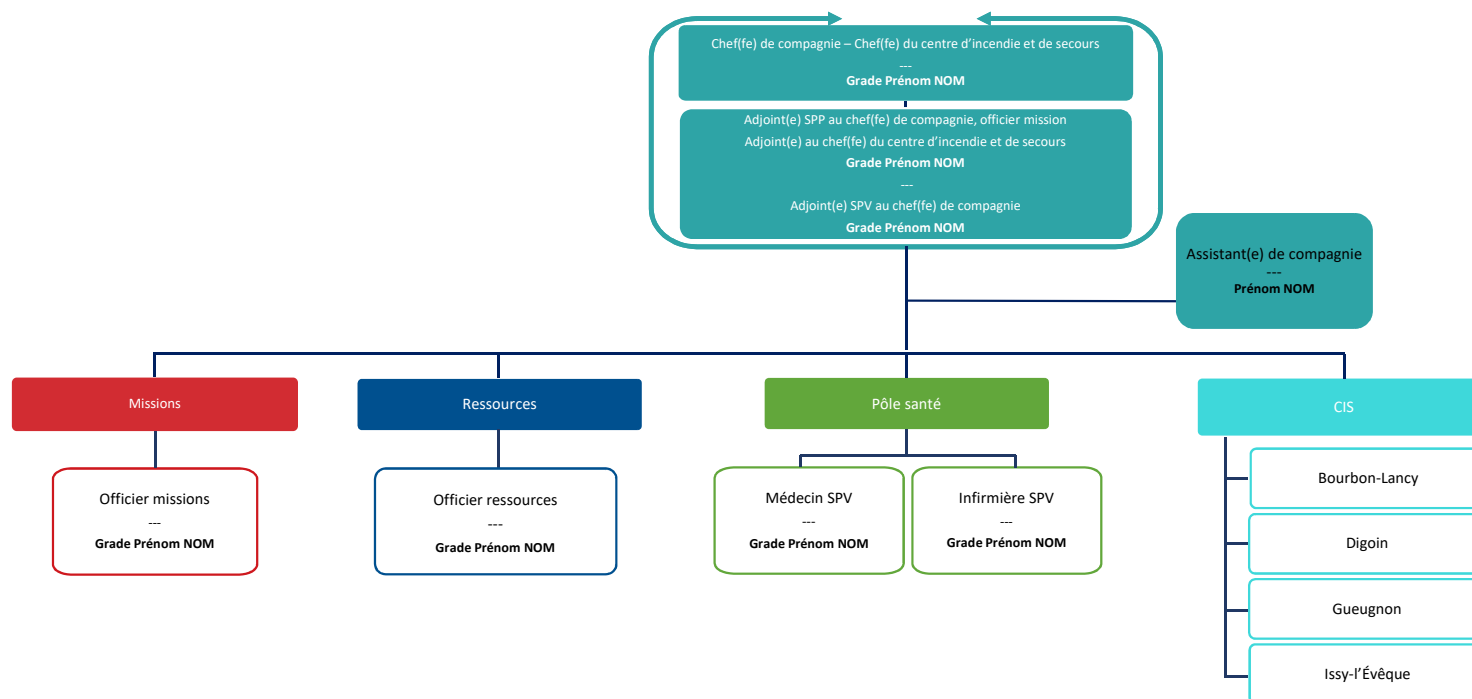 Chef(fe) de compagnie – Chef(fe) du centre d’incendie et de secours
---
Grade Prénom NOM
Adjoint(e) SPP au chef(fe) de compagnie, officier mission
Adjoint(e) au chef(fe) du centre d’incendie et de secours
Grade Prénom NOM
---
Adjoint(e) SPV au chef(fe) de compagnie
Grade Prénom NOM
Assistant(e) de compagnie
---
Prénom NOM
Missions
Officier missions
---
Grade Prénom NOM
Ressources
Officier ressources
---
Grade Prénom NOM
Pôle santé
Médecin SPV
---
Grade Prénom NOM
Infirmière SPV
---
Grade Prénom NOM
CIS
Bourbon-Lancy
Digoin
Gueugnon
Issy-l’Évêque